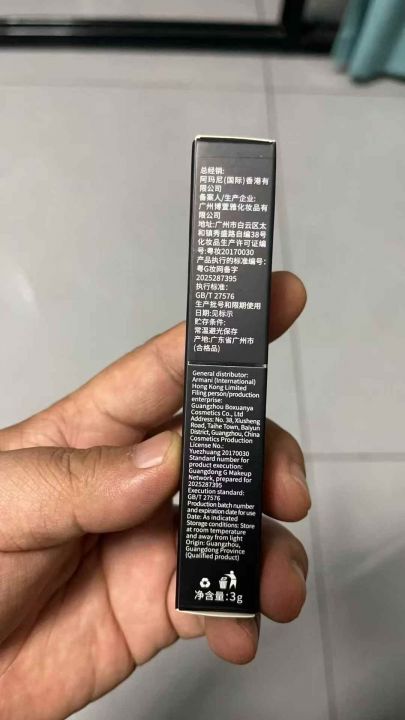 总经销:
阿玛尼(国际)香港有
限公司
备案人/生产企业:
广州博萱雅化妆品有
限公司
地址:广州市白云区太
和镇秀盛路自编38号
化妆品生产许可证编
号:粤妆20170030
产品执行的标准编号:
粤G妆网备字
2025287395
执行标准:
GB/T 27576
生产批号和限期使用
日期:见标示
贮存条件:
常温避光保存
产地:广东省广州市
(合格品)
General distributor:
Armani (International)
Hong Kong Limited
Filing person/production
enterprise:
Guangzhou Boxuanya
Cosmetics Co., Ltd
Address: No. 38, Xiusheng
Road, Taihe Town, Baiyun
District, Guangzhou, China
Cosmetics Production
License No.:
Yuezhuang 20170030
Standard number for
product execution:
Guangdong G Makeup
Network, prepared for
2025287395
Execution standard:
GB/T 27576
Production batch number
and expiration date for use
Date: As indicated
Storage conditions: Store
at room temperature
and away from light
Origin: Guangzhou,
Guangdong Province
(Qualified product)
净含量:3g